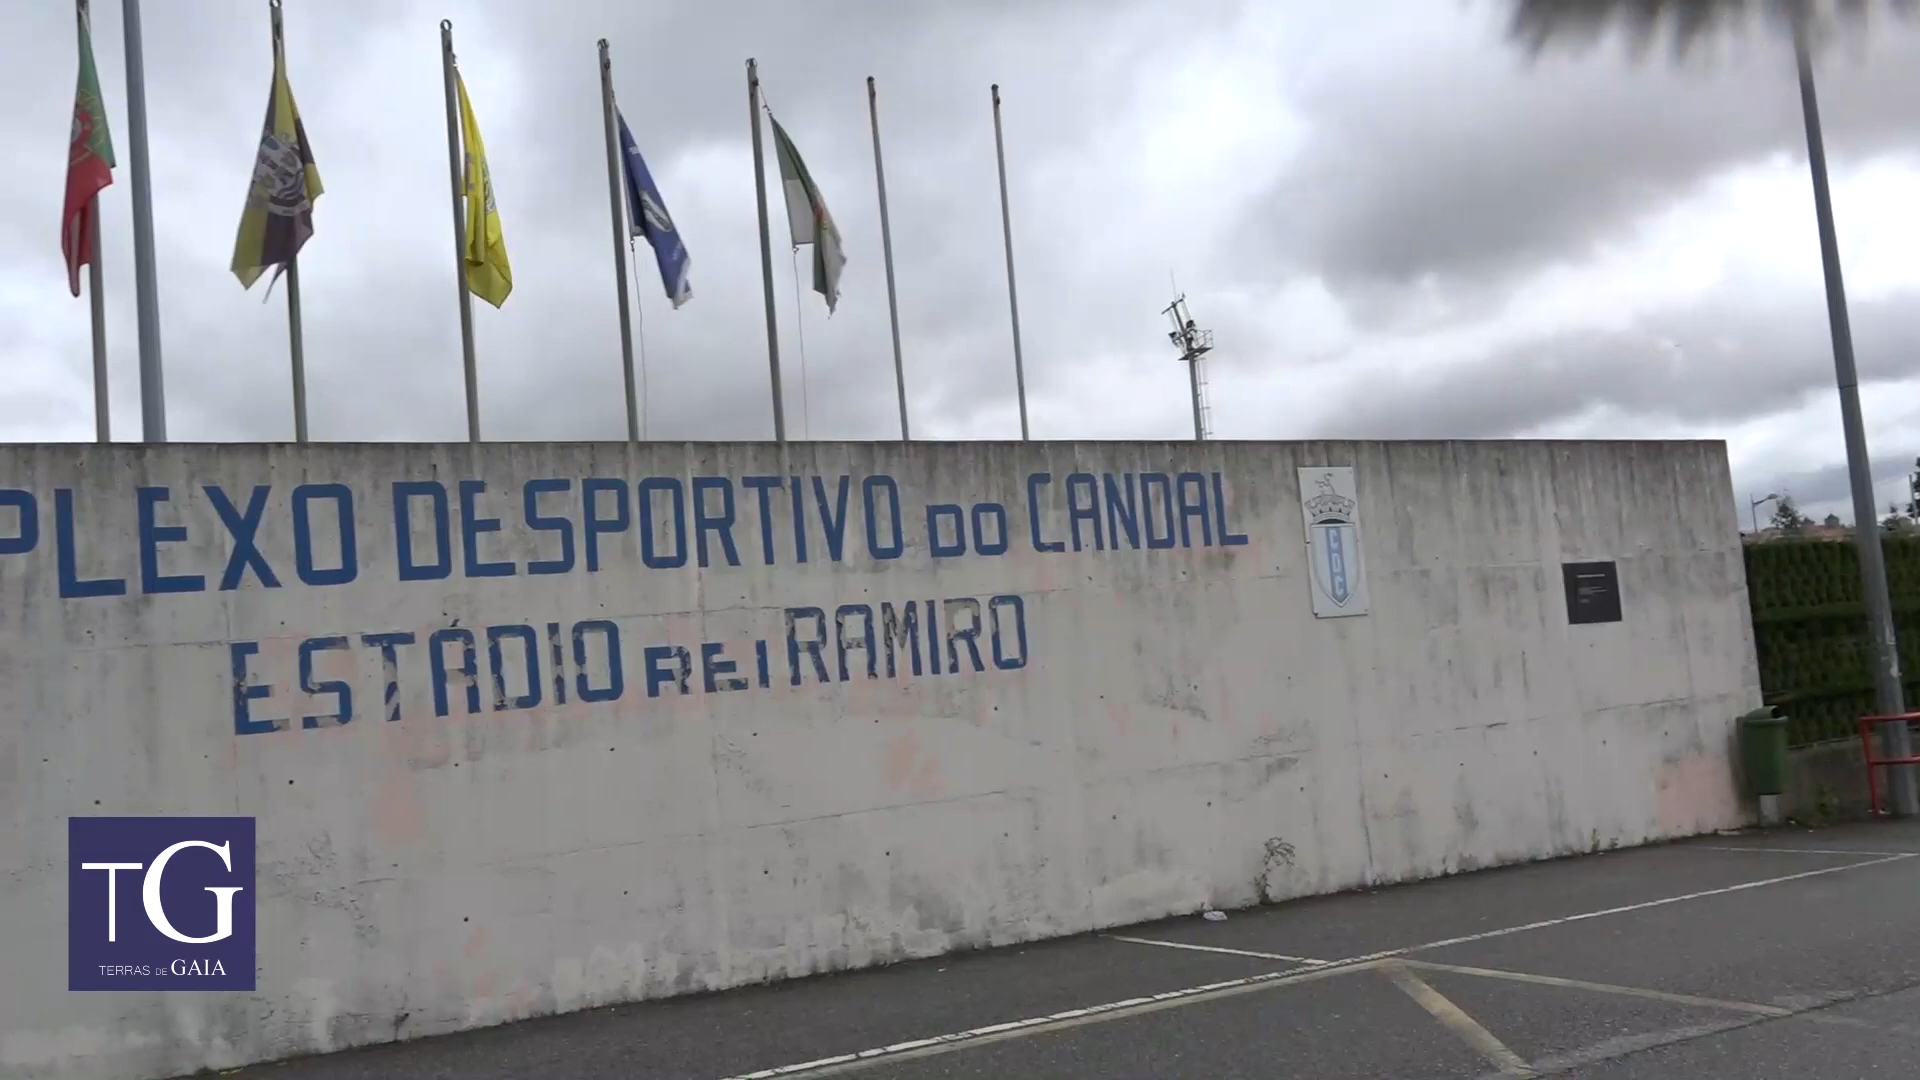 PLEXO DESPORTIVO DO CANDAL
ESTÁDIO REI RAMIRO
CDC
TG
TERRAS DE GAIA